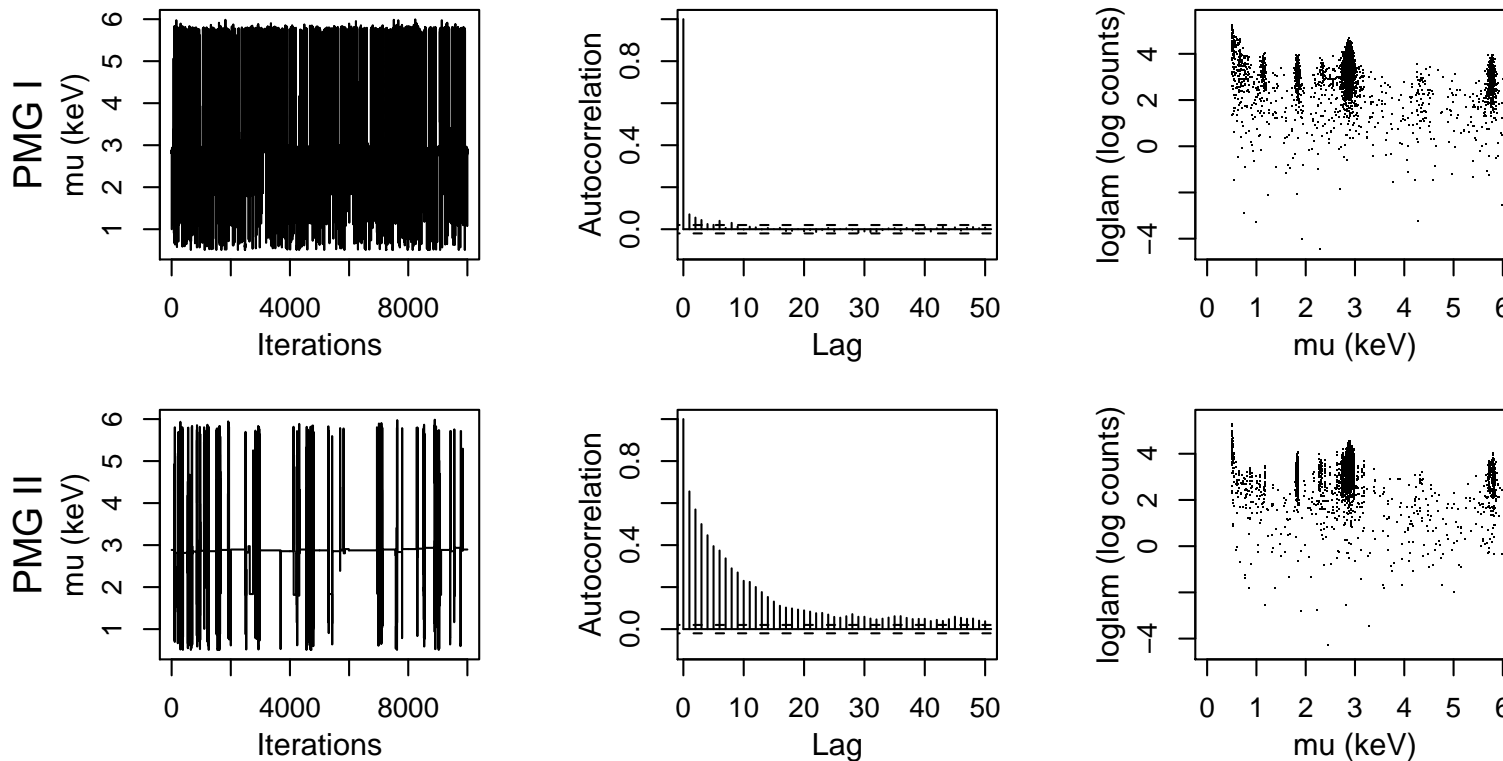 PMG I
mu (keV)
1 2 3 4 5 6
0 4000 8000
Iterations
Autocorrelation
0.0 0.4 0.8
0 10 20 30 40 50
Lag
loglam (log counts)
−4 0 2 4
0 1 2 3 4 5 6
mu (keV)
PMG II
mu (keV)
1 2 3 4 5 6
0 4000 8000
Iterations
Autocorrelation
0.0 0.4 0.8
0 10 20 30 40 50
Lag
loglam (log counts)
−4 0 2 4
0 1 2 3 4 5 6
mu (keV)